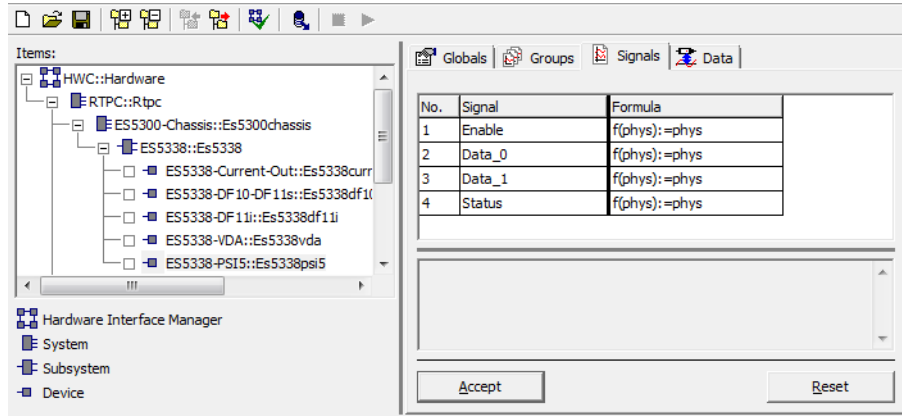 Items:
HWC::Hardware
RTPC::Rtpc
ES5300-Chassis::Es5300chassis
ES5338::Es5338
ES5338-Current-Out::Es5338curr
ES5338-DF10-DF11s::Es5338df10
ES5338-DF11i::Es5338df11i
ES5338-VDA::Es5338vda
ES5338-PSI5::Es5338psi5
Hardware Interface Manager
System
Subsystem
Device
Globals Groups Signals Data
No. Signal Formula
1 Enable f(phys):=phys
2 Data_0 f(phys):=phys
3 Data_1 f(phys):=phys
4 Status f(phys):=phys
Accept Reset